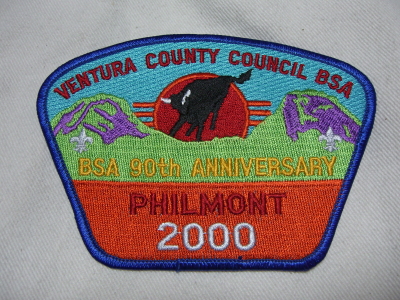 VENTURA COUNTY COUNCIL BSA
BSA 90th ANNIVERSARY
PHILMONT
2000